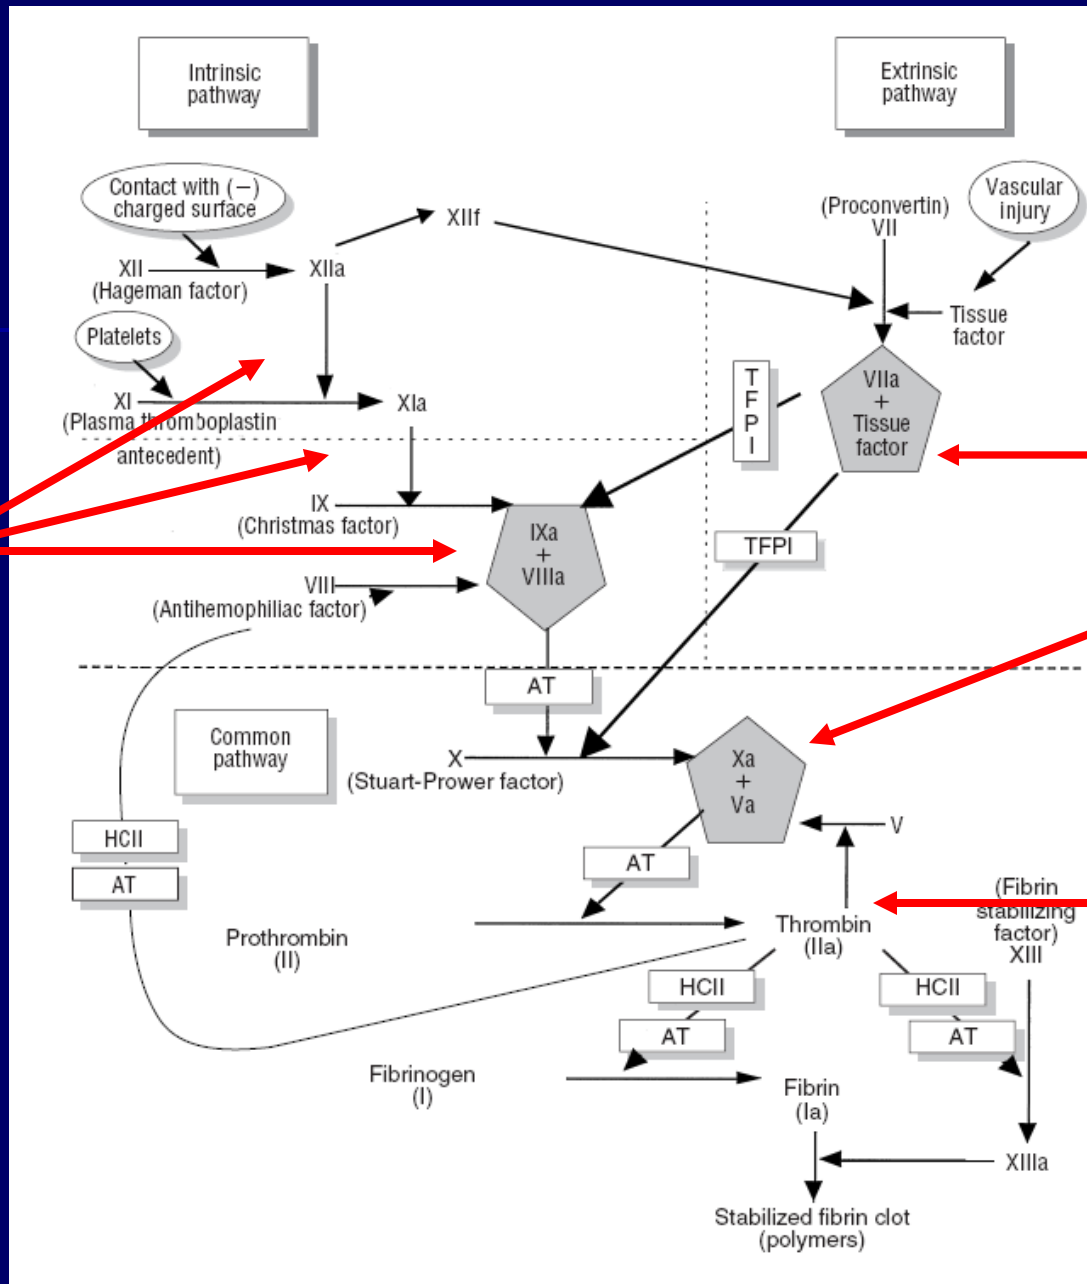 Intrinsic
pathway
Extrinsic
pathway
Contact with (−)
charged surface
XIIf
(Proconvertin)
VII
Vascular
injury
XII
XIIa
(Hageman factor)
Tissue
factor
Platelets
XI
XIa
(Plasma thromboplastin
antecedent)
T
F
P
I
VIIa
+
Tissue
factor
IX
(Christmas factor)
IXa
+
VIIIa
TFPI
VIII
(Antihemophiliac factor)
AT
Common
pathway
X
(Stuart-Prower factor)
Xa
+
Va
V
HCII
AT
AT
Prothrombin
(II)
Thrombin
(IIa)
(Fibrin
stabilizing
factor)
XIII
HCII
AT
HCII
AT
Fibrinogen
(I)
Fibrin
(Ia)
XIIIa
Stabilized fibrin clot
(polymers)